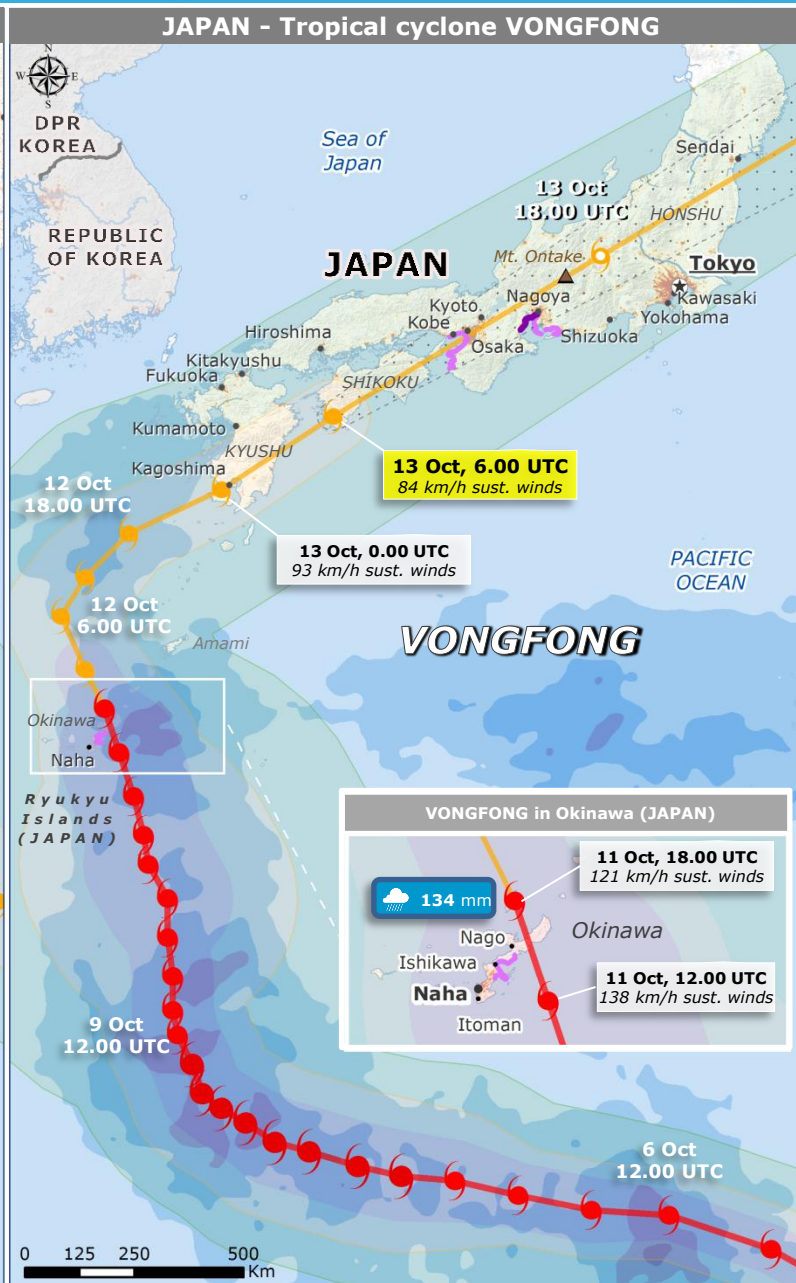 JAPAN - Tropical cyclone VONGFONG
N
W
E
S
DPR
KOREA
Sea of
Japan
Sendai
13 Oct
18.00 UTC
HONSHU
REPUBLIC
OF KOREA
JAPAN
Mt. Ontake
Tokyo
Nagoya
Kawasaki
Kyoto
Yokohama
Kobe
Hiroshima
Shizuoka
Osaka
Kitakyushu
Fukuoka
SHIKOKU
Kumamoto
KYUSHU
Kagoshima
13 Oct, 6.00 UTC
84 km/h sust. winds
12 Oct
18.00 UTC
13 Oct, 0.00 UTC
93 km/h sust. winds
PACIFIC
OCEAN
12 Oct
6.00 UTC
Amami
VONGFONG
Okinawa
Naha
Ryukyu
Islands
(JAPAN)
VONGFONG in Okinawa (JAPAN)
11 Oct, 18.00 UTC
121 km/h sust. winds
134 mm
Nago
Okinawa
Ishikawa
11 Oct, 12.00 UTC
138 km/h sust. winds
Naha
Itoman
9 Oct
12.00 UTC
6 Oct
12.00 UTC
0 125 250 500
Km